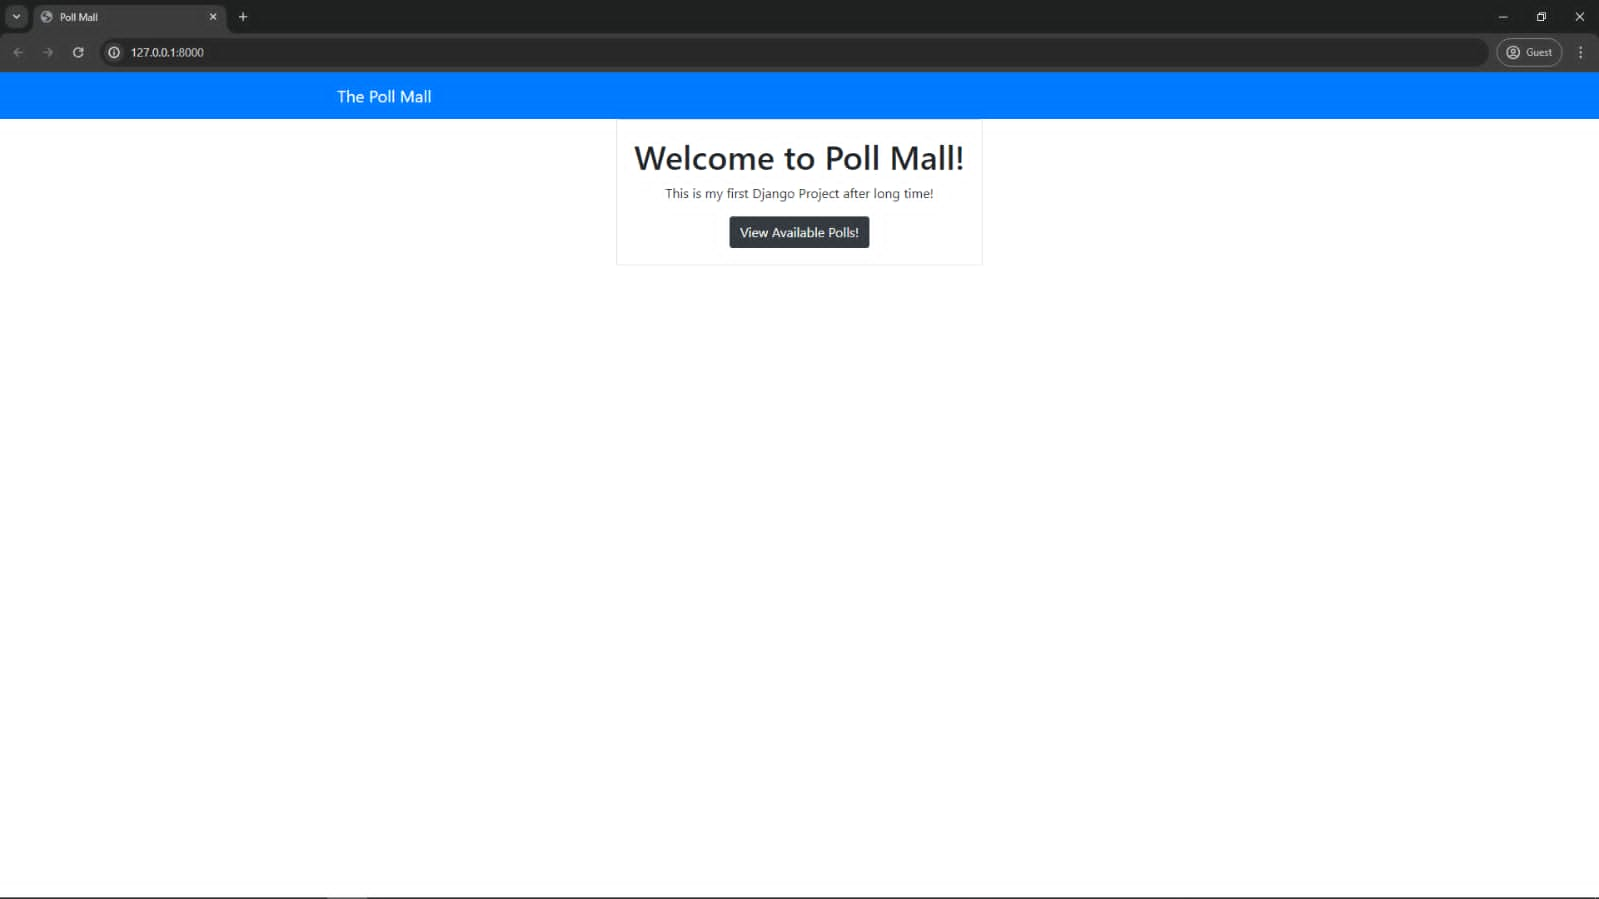 Poll Mall
127.0.0.1:8000
Guest
The Poll Mall
Welcome to Poll Mall!
This is my first Django Project after long time!
View Available Polls!